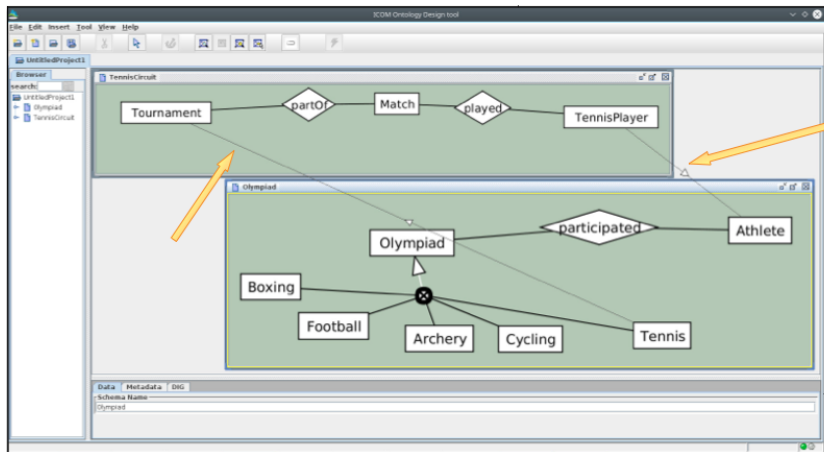 ICOM Ontology Design tool
File Edit Insert Tool View Help
UntitledProject1
Browser
search:
UntitledProject1
Olympiad
TennisCircuit
TennisCircuit
Tournament
partOf
Match
played
TennisPlayer
Olympiad
Olympiad
participated
Athlete
Boxing
Football
Archery
Cycling
Tennis
Data Metadata DIG
Schema Name
Olympiad